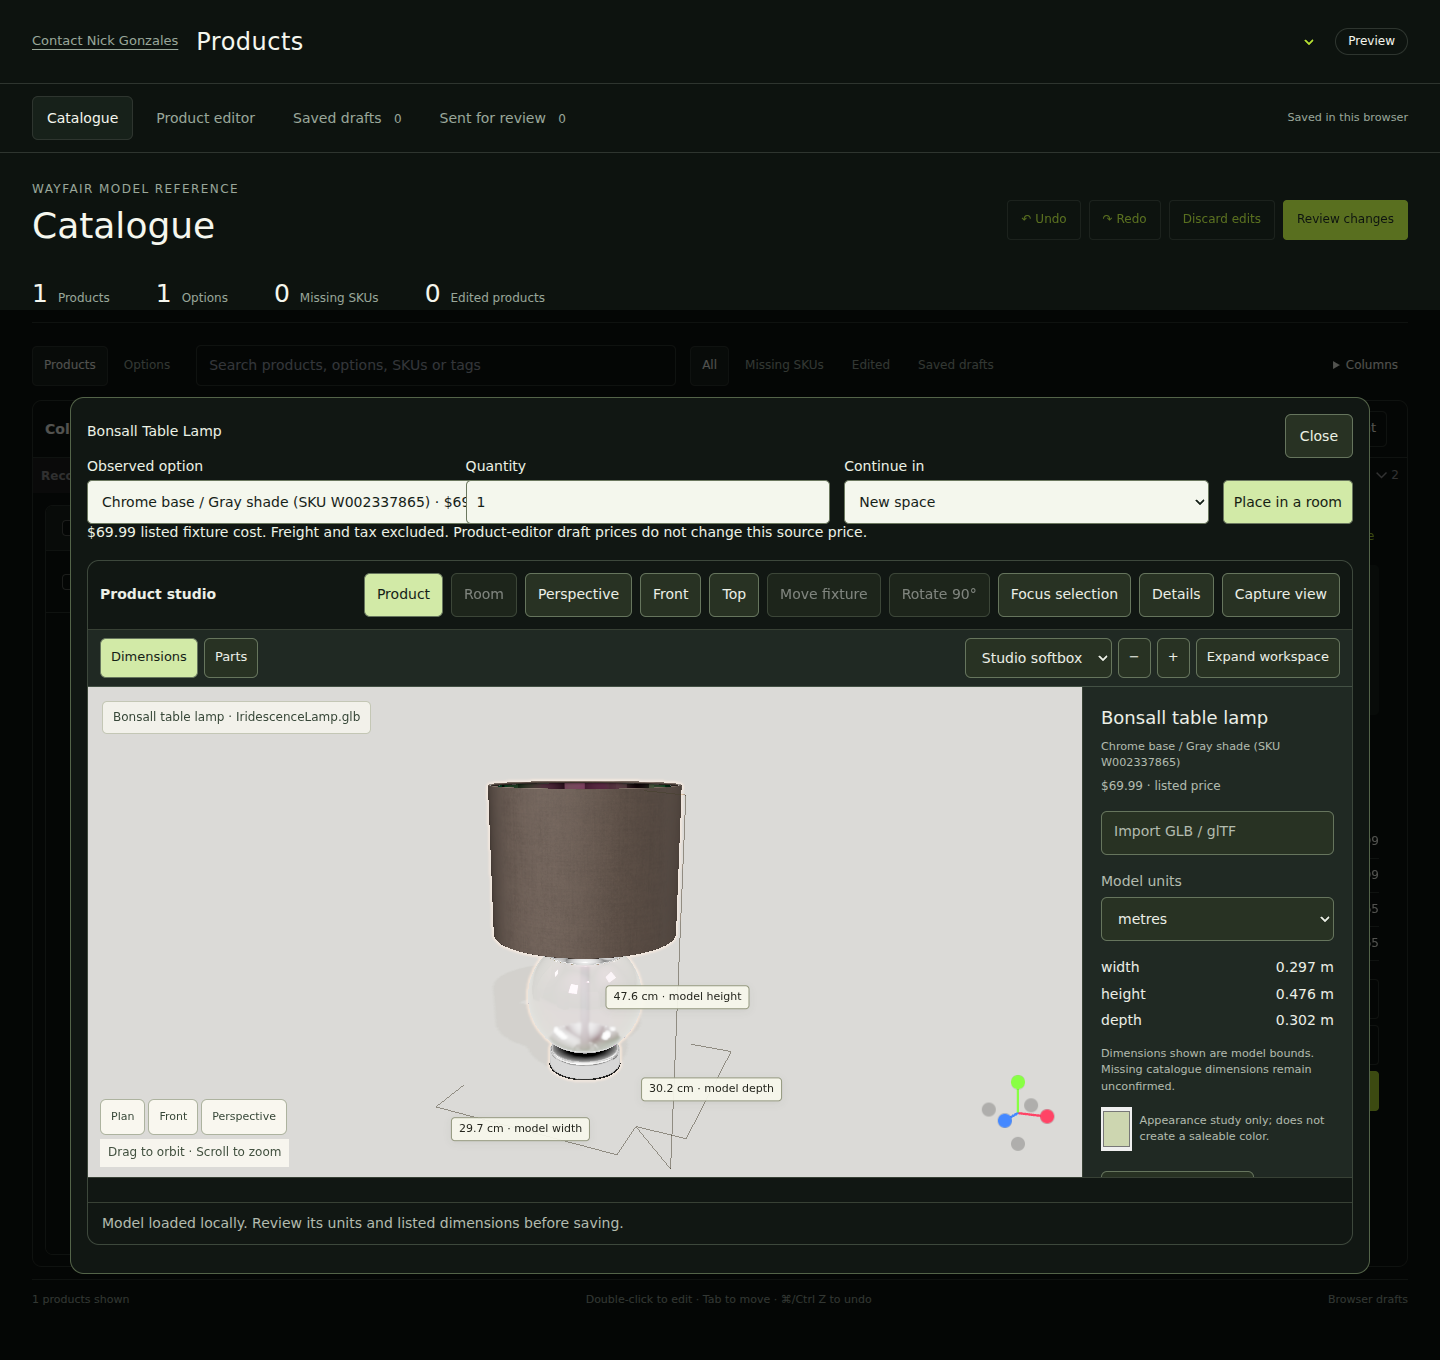 Contact Nick Gonzales
Products
Preview
Catalogue
Product editor
Saved drafts 0
Sent for review 0
Saved in this browser
WAYFAIR MODEL REFERENCE
Catalogue
↶ Undo
↷ Redo
Discard edits
Review changes
1 Products
1 Options
0 Missing SKUs
0 Edited products
Products
Options
Search products, options, SKUs or tags
All
Missing SKUs
Edited
Saved drafts
Columns
2
Bonsall Table Lamp
Close
Observed option
Quantity
Continue in
Chrome base / Gray shade (SKU W002337865) · $69
1
New space
Place in a room
$69.99 listed fixture cost. Freight and tax excluded. Product-editor draft prices do not change this source price.
Product studio
Product
Room
Perspective
Front
Top
Move fixture
Rotate 90°
Focus selection
Details
Capture view
Dimensions
Parts
Studio softbox
−
+
Expand workspace
Bonsall table lamp · IridescenceLamp.glb
47.6 cm · model height
30.2 cm · model depth
29.7 cm · model width
Plan
Front
Perspective
Drag to orbit · Scroll to zoom
Bonsall table lamp
Chrome base / Gray shade (SKU
W002337865)
$69.99 · listed price
Import GLB / glTF
Model units
metres
width 0.297 m
height 0.476 m
depth 0.302 m
Dimensions shown are model bounds.
Missing catalogue dimensions remain
unconfirmed.
Appearance study only; does not
create a saleable color.
Model loaded locally. Review its units and listed dimensions before saving.
1 products shown
Double-click to edit · Tab to move · ⌘/Ctrl Z to undo
Browser drafts